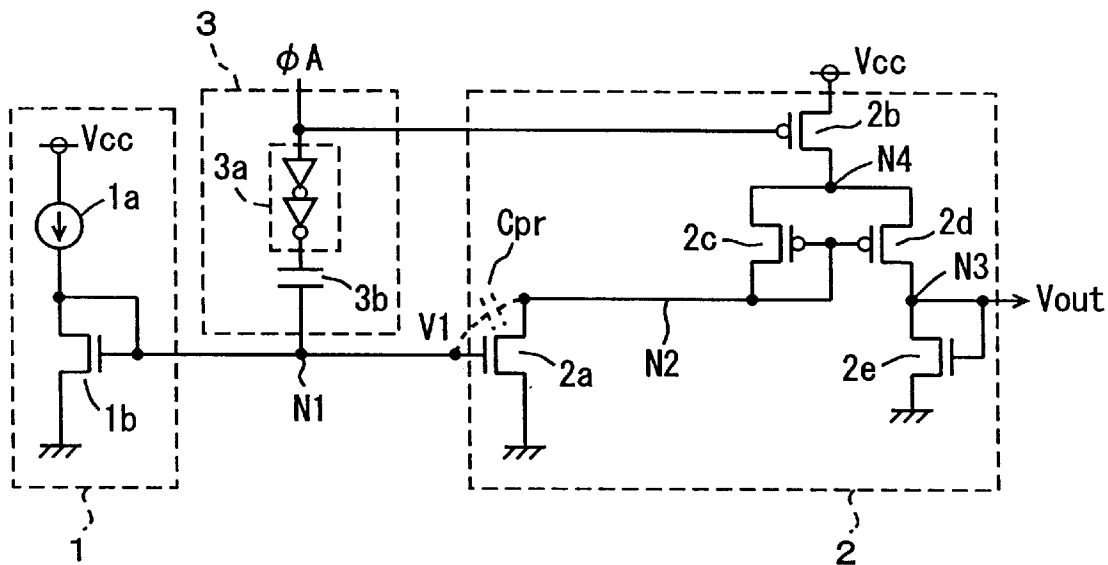 3
φA
Vcc
Vcc
2b
3a
N4
1a
Cpr
2c
2d
3b
N3
V1
Vout
2a
N2
2e
1b
N1
1
2